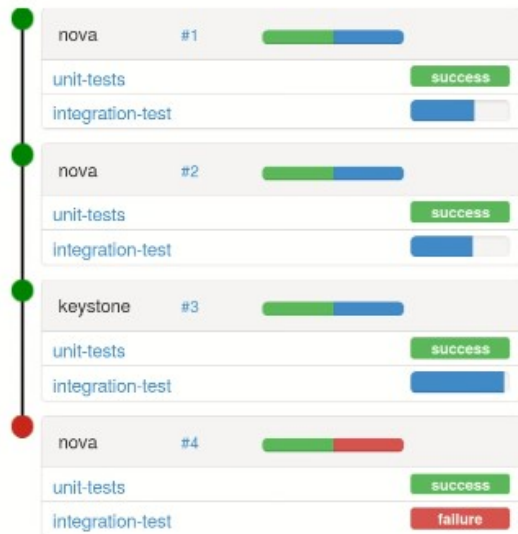 nova #1
unit-tests success
integration-test
nova #2
unit-tests success
integration-test
keystone #3
unit-tests success
integration-test
nova #4
unit-tests success
integration-test failure